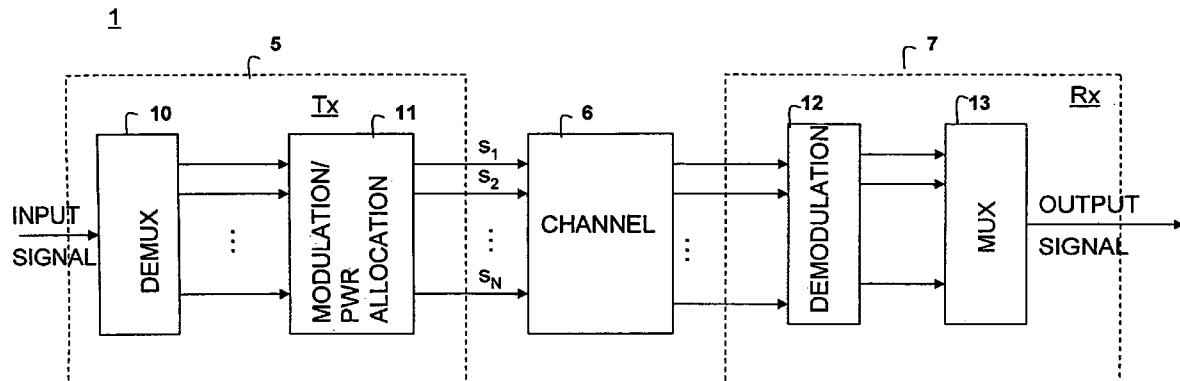 1
5
7
Tx
Rx
10
11
6
12
13
INPUT
SIGNAL
DEMUX
MODULATION/
PWR
ALLOCATION
S1
S2
SN
CHANNEL
DEMODULATION
MUX
OUTPUT
SIGNAL